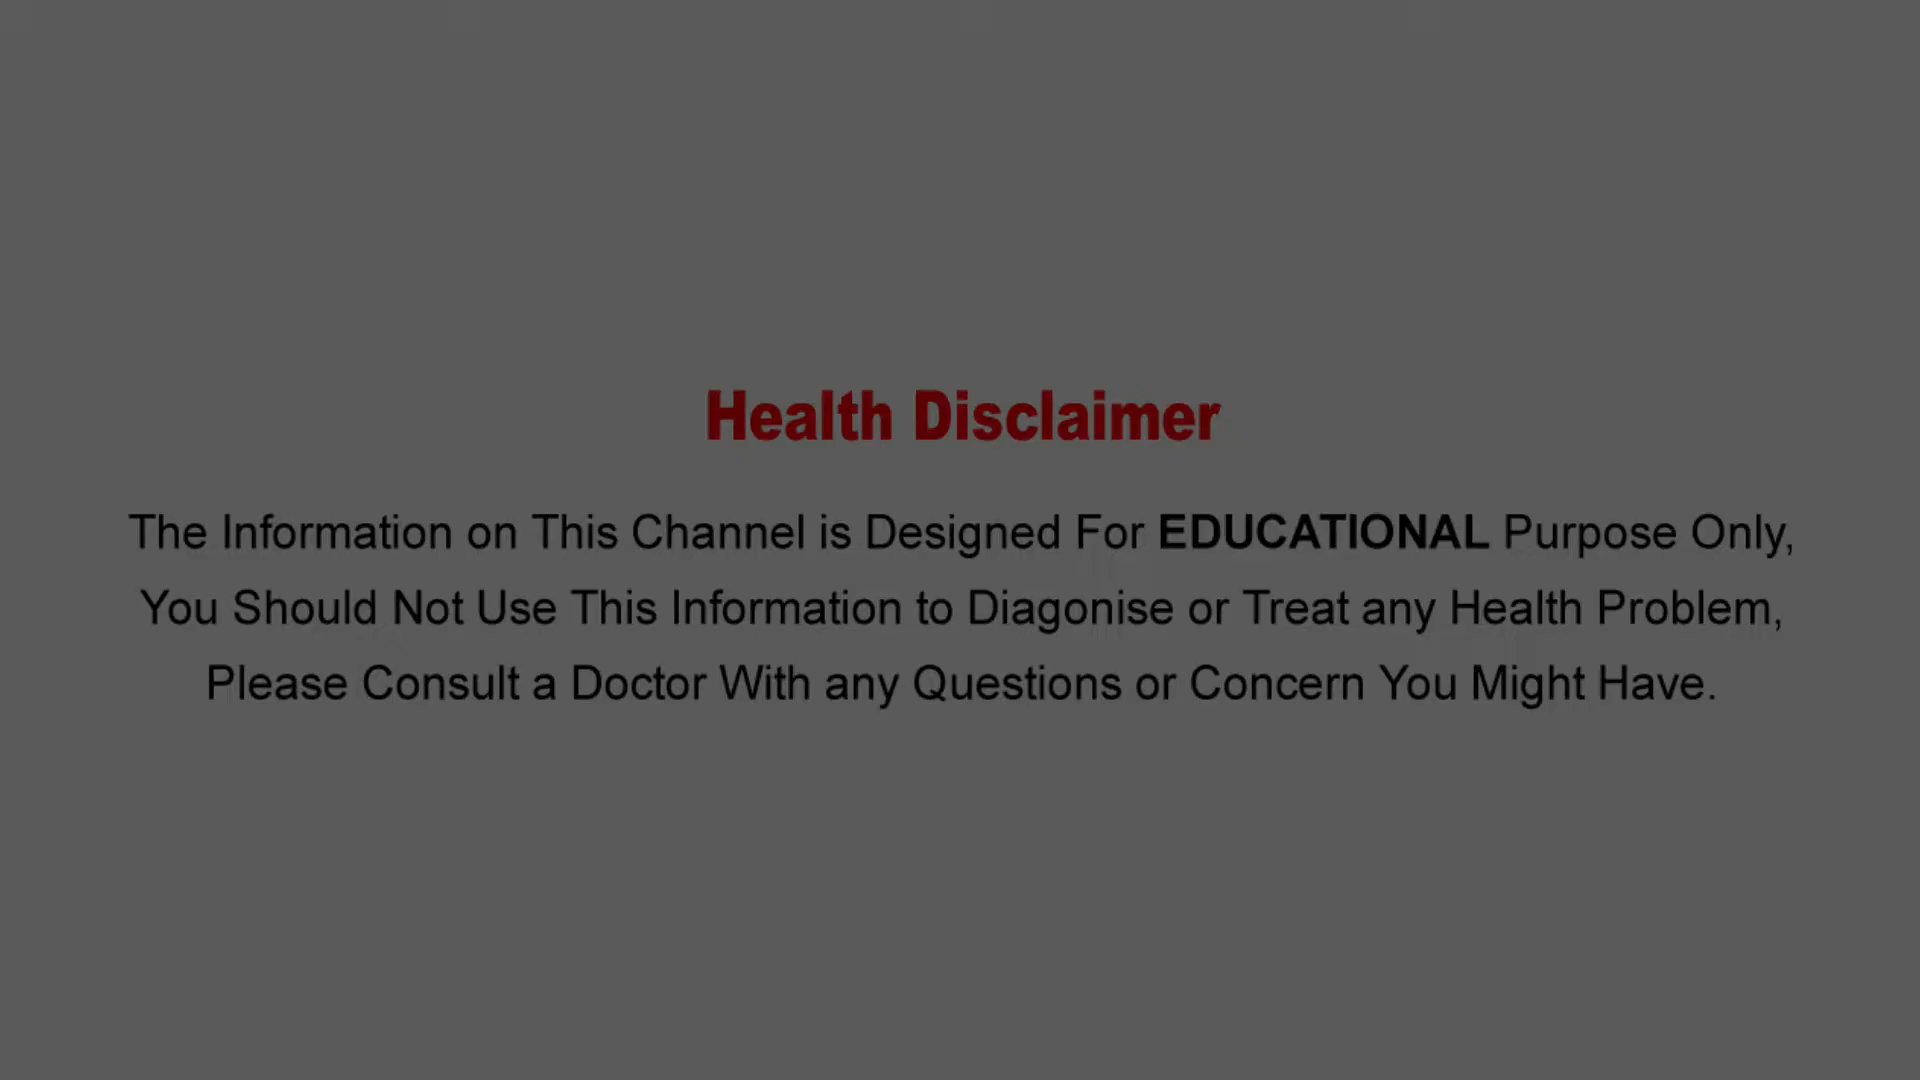 Health Disclaimer
The Information on This Channel is Designed For EDUCATIONAL Purpose Only,
You Should Not Use This Information to Diagonise or Treat any Health Problem,
Please Consult a Doctor With any Questions or Concern You Might Have.